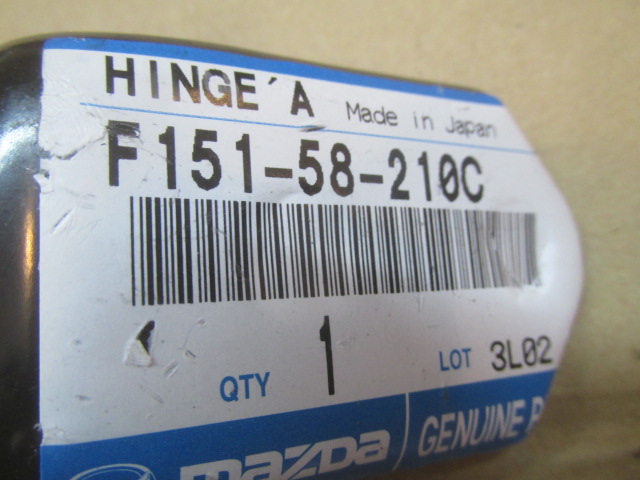 HINGE'A Made in Japan
F151-58-210C
QTY 1 LOT 3L02
mazDa GENUINE P